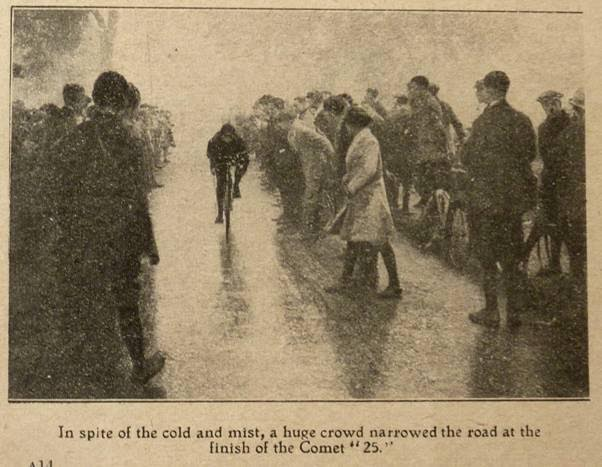 In spite of the cold and mist, a huge crowd narrowed the road at the
finish of the Comet "25."